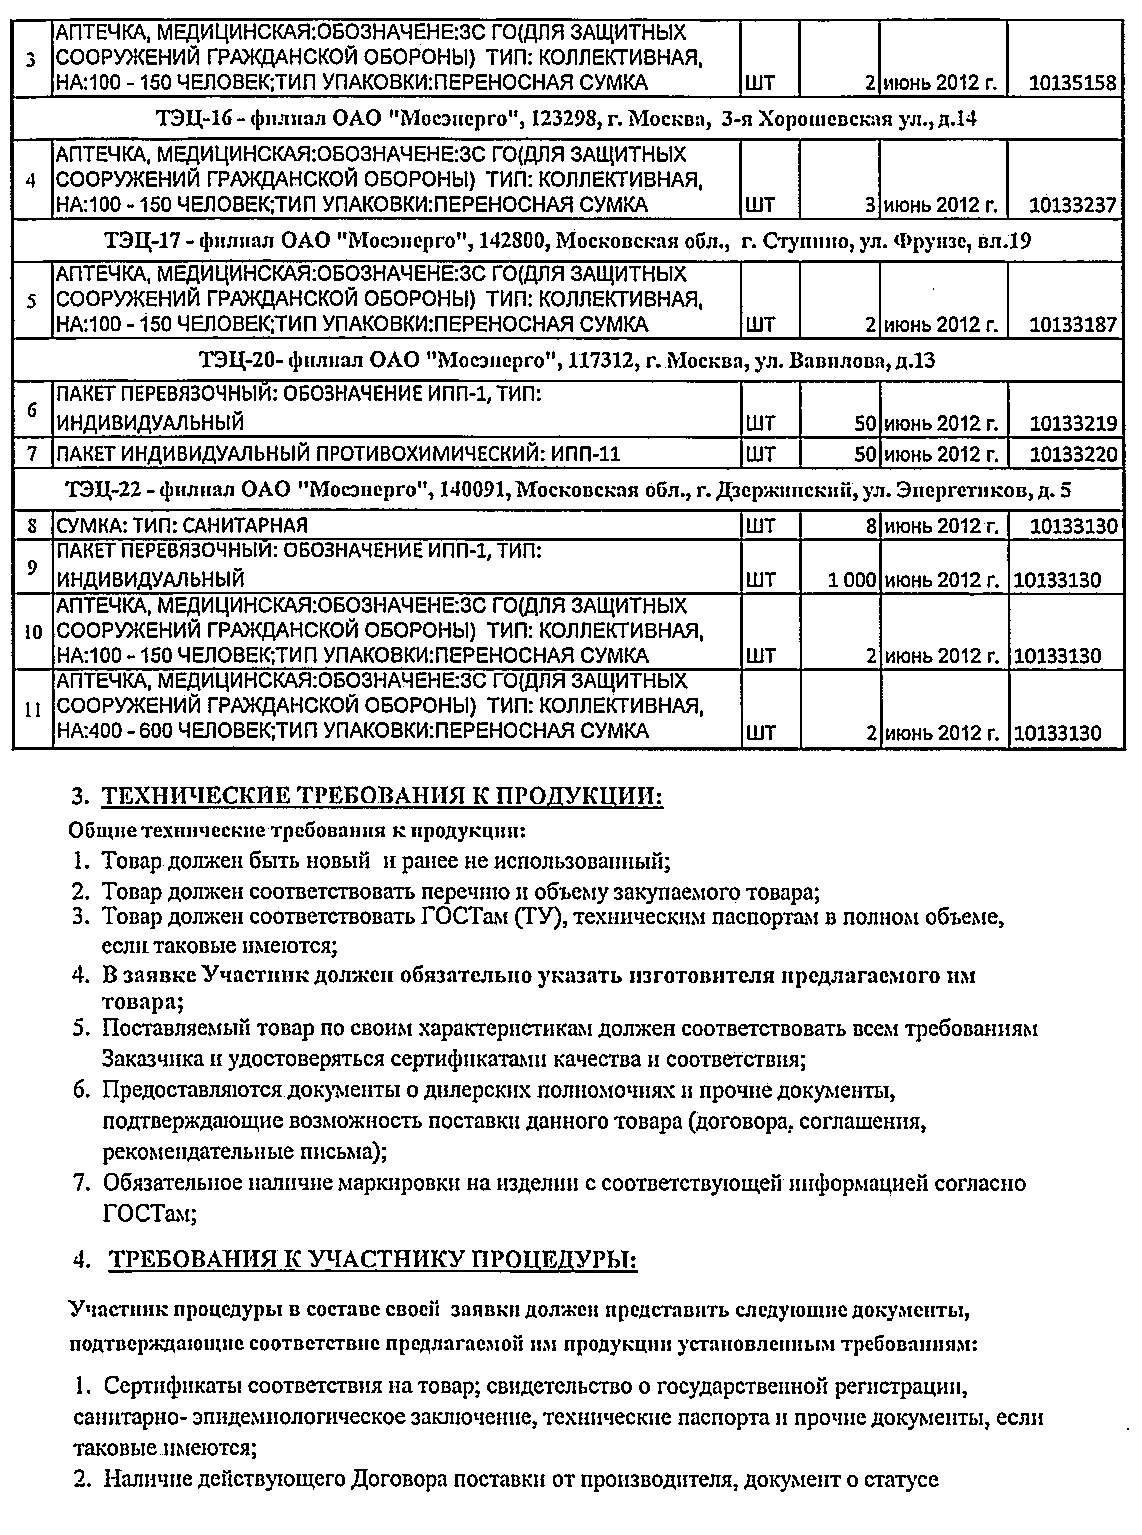 АПТЕЧКА, МЕДИЦИНСКАЯ:ОБОЗНАЧЕНЕ:ЗС ГО(ДЛЯ ЗАЩИТНЫХ
СООРУЖЕНИЙ ГРАЖДАНСКОЙ ОБОРОНЫ) ТИП: КОЛЛЕКТИВНАЯ,
3 НА:100 - 150 ЧЕЛОВЕК;ТИП УПАКОВКИ:ПЕРЕНОСНАЯ СУМКА ШТ 2 июнь 2012 г. 10135158
ТЭЦ-16 - филиал ОАО "Мосэнерго", 123298, г. Москва, 3-я Хорошевская ул., д.14
АПТЕЧКА, МЕДИЦИНСКАЯ:ОБОЗНАЧЕНЕ:ЗС ГО(ДЛЯ ЗАЩИТНЫХ
СООРУЖЕНИЙ ГРАЖДАНСКОЙ ОБОРОНЫ) ТИП: КОЛЛЕКТИВНАЯ,
4 НА:100 - 150 ЧЕЛОВЕК;ТИП УПАКОВКИ:ПЕРЕНОСНАЯ СУМКА ШТ 3 июнь 2012 г. 10133237
ТЭЦ-17 - филиал ОАО "Мосэнерго", 142800, Московская обл., г. Ступино, ул. Фрунзе, вл.19
АПТЕЧКА, МЕДИЦИНСКАЯ:ОБОЗНАЧЕНЕ:ЗС ГО(ДЛЯ ЗАЩИТНЫХ
СООРУЖЕНИЙ ГРАЖДАНСКОЙ ОБОРОНЫ) ТИП: КОЛЛЕКТИВНАЯ,
5 НА:100 - 150 ЧЕЛОВЕК;ТИП УПАКОВКИ:ПЕРЕНОСНАЯ СУМКА ШТ 2 июнь 2012 г. 10133187
ТЭЦ-20- филиал ОАО "Мосэнерго", 117312, г. Москва, ул. Вавилова, д.13
ПАКЕТ ПЕРЕВЯЗОЧНЫЙ: ОБОЗНАЧЕНИЕ ИПП-1, ТИП:
6 ИНДИВИДУАЛЬНЫЙ ШТ 50 июнь 2012 г. 10133219
7 ПАКЕТ ИНДИВИДУАЛЬНЫЙ ПРОТИВОХИМИЧЕСКИЙ: ИПП-11 ШТ 50 июнь 2012 г. 10133220
ТЭЦ-22 - филиал ОАО "Мосэнерго", 140091, Московская обл., г. Дзержинский, ул. Энергетиков, д. 5
8 СУМКА: ТИП: САНИТАРНАЯ ШТ 8 июнь 2012 г. 10133130
ПАКЕТ ПЕРЕВЯЗОЧНЫЙ: ОБОЗНАЧЕНИЕ ИПП-1, ТИП:
9 ИНДИВИДУАЛЬНЫЙ ШТ 1 000 июнь 2012 г. 10133130
АПТЕЧКА, МЕДИЦИНСКАЯ:ОБОЗНАЧЕНЕ:ЗС ГО(ДЛЯ ЗАЩИТНЫХ
СООРУЖЕНИЙ ГРАЖДАНСКОЙ ОБОРОНЫ) ТИП: КОЛЛЕКТИВНАЯ,
10 НА:100 - 150 ЧЕЛОВЕК;ТИП УПАКОВКИ:ПЕРЕНОСНАЯ СУМКА ШТ 2 июнь 2012 г. 10133130
АПТЕЧКА, МЕДИЦИНСКАЯ:ОБОЗНАЧЕНЕ:ЗС ГО(ДЛЯ ЗАЩИТНЫХ
СООРУЖЕНИЙ ГРАЖДАНСКОЙ ОБОРОНЫ) ТИП: КОЛЛЕКТИВНАЯ,
11 НА:400 - 600 ЧЕЛОВЕК;ТИП УПАКОВКИ:ПЕРЕНОСНАЯ СУМКА ШТ 2 июнь 2012 г. 10133130
3. ТЕХНИЧЕСКИЕ ТРЕБОВАНИЯ К ПРОДУКЦИИ:
Общие технические требования к продукции:
1. Товар должен быть новый и ранее не использованный;
2. Товар должен соответствовать перечню и объему закупаемого товара;
3. Товар должен соответствовать ГОСТам (ТУ), техническим паспортам в полном объеме,
если таковые имеются;
4. В заявке Участник должен обязательно указать изготовителя предлагаемого им
товара;
5. Поставляемый товар по своим характеристикам должен соответствовать всем требованиям
Заказчика и удостоверяться сертификатами качества и соответствия;
6. Предоставляются документы о дилерских полномочиях и прочие документы,
подтверждающие возможность поставки данного товара (договора, соглашения,
рекомендательные письма);
7. Обязательное наличие маркировки на изделии с соответствующей информацией согласно
ГОСТам;
4. ТРЕБОВАНИЯ К УЧАСТНИКУ ПРОЦЕДУРЫ:
Участник процедуры в составе своей заявки должен представить следующие документы,
подтверждающие соответствие предлагаемой им продукции установленным требованиям:
1. Сертификаты соответствия на товар; свидетельство о государственной регистрации,
санитарно- эпидемиологическое заключение, технические паспорта и прочие документы, если
таковые имеются;
2. Наличие действующего Договора поставки от производителя, документ о статусе